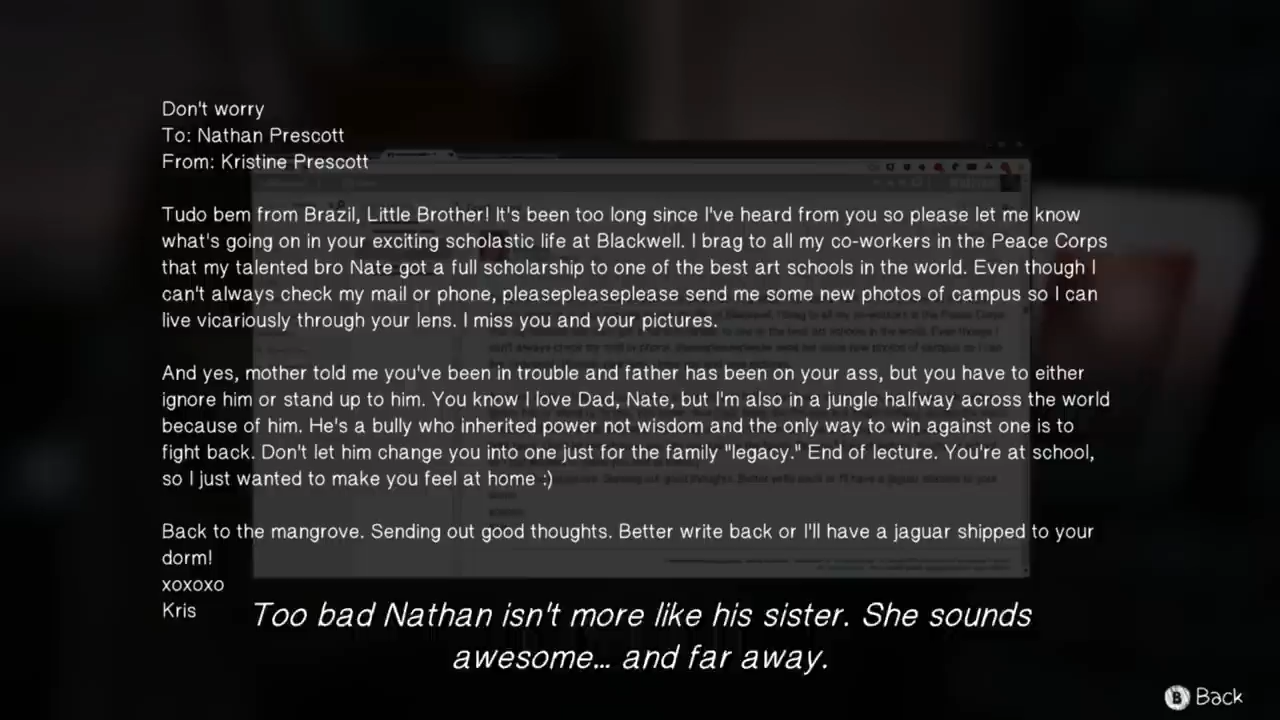 Don't worry
To: Nathan Prescott
From: Kristine Prescott
Tudo bem from Brazil, Little Brother! It's been too long since I've heard from you so please let me know
what's going on in your exciting scholastic life at Blackwell. I brag to all my co-workers in the Peace Corps
that my talented bro Nate got a full scholarship to one of the best art schools in the world. Even though I
can't always check my mail or phone, pleasepleaseplease send me some new photos of campus so I can
live vicariously through your lens. I miss you and your pictures.
And yes, mother told me you've been in trouble and father has been on your ass, but you have to either
ignore him or stand up to him. You know I love Dad, Nate, but I'm also in a jungle halfway across the world
because of him. He's a bully who inherited power not wisdom and the only way to win against one is to
fight back. Don't let him change you into one just for the family "legacy." End of lecture. You're at school,
so I just wanted to make you feel at home :)
Back to the mangrove. Sending out good thoughts. Better write back or I'll have a jaguar shipped to your
dorm!
xoxoxo
Kris
Too bad Nathan isn't more like his sister. She sounds
awesome... and far away.
B Back